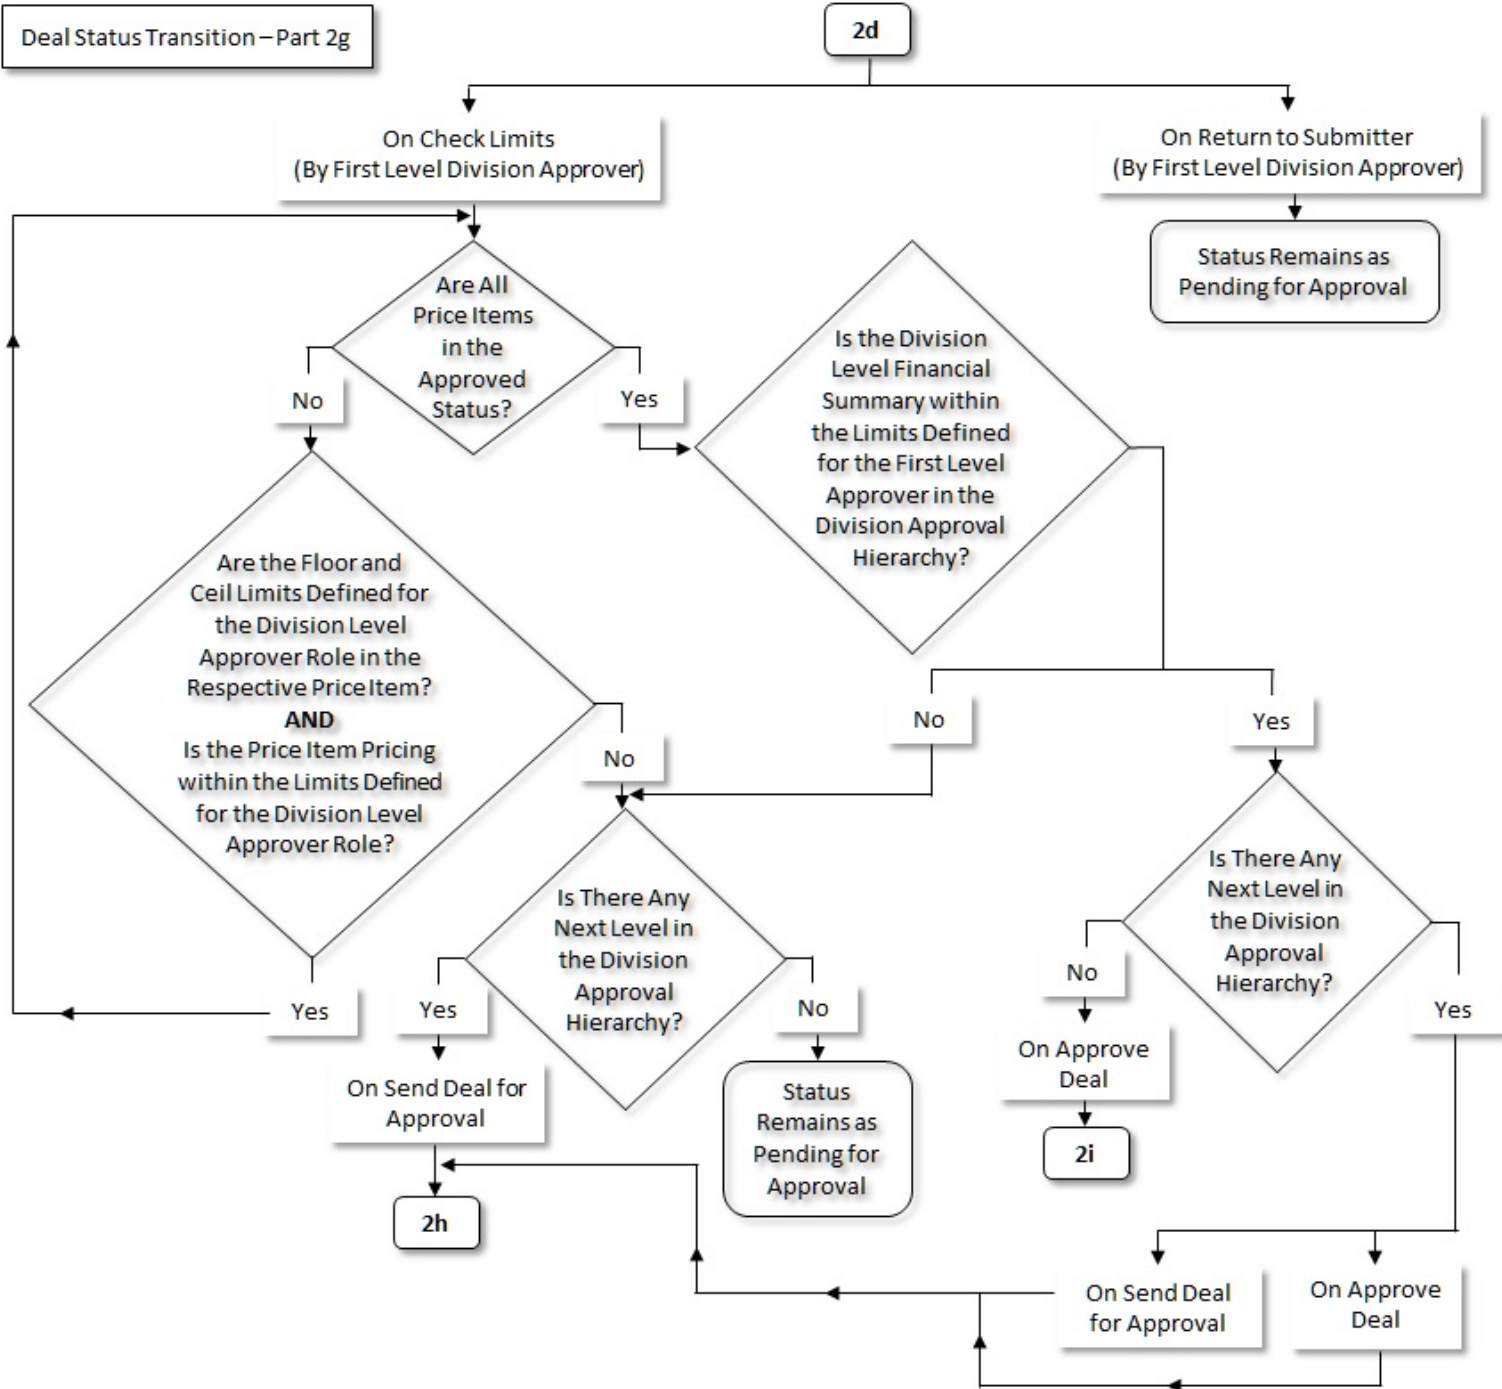 Deal Status Transition – Part 2g
2d
On Check Limits
(By First Level Division Approver)
On Return to Submitter
(By First Level Division Approver)
Status Remains as
Pending for Approval
Are All
Price Items
in the
Approved
Status?
No
Yes
Is the Division
Level Financial
Summary within
the Limits Defined
for the First Level
Approver in the
Division Approval
Hierarchy?
Are the Floor and
Ceil Limits Defined for
the Division Level
Approver Role in the
Respective Price Item?
AND
Is the Price Item Pricing
within the Limits Defined
for the Division Level
Approver Role?
No
No
Yes
Is There Any
Next Level in
the Division
Approval
Hierarchy?
Is There Any
Next Level in
the Division
Approval
Hierarchy?
Yes
Yes
No
No
Yes
On Send Deal for
Approval
Status
Remains as
Pending for
Approval
On Approve
Deal
2i
2h
On Send Deal
for Approval
On Approve
Deal